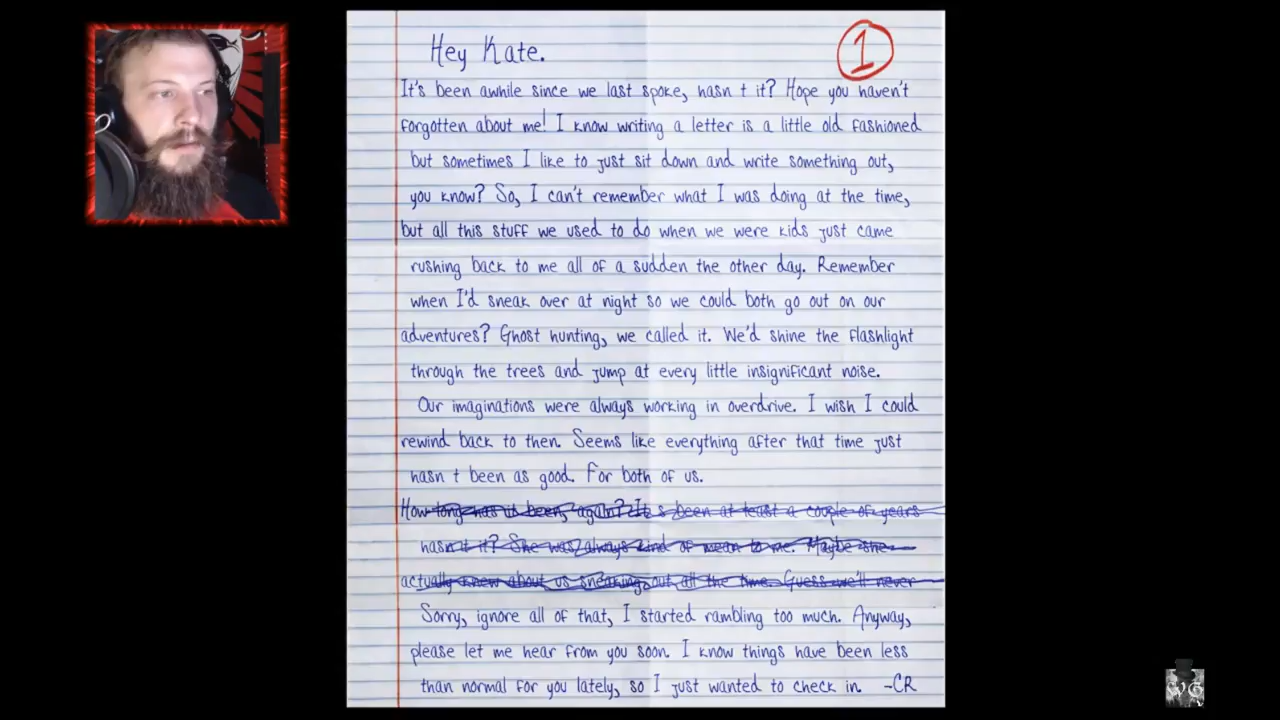 Hey Kate.
1
It's been awhile since we last spoke, hasn t it? Hope you haven't
forgotten about me! I know writing a letter is a little old fashioned
but sometimes I like to just sit down and write something out,
you know? So, I can't remember what I was doing at the time,
but all this stuff we used to do when we were kids just came
rushing back to me all of a sudden the other day. Remember
when I'd sneak over at night so we could both go out on our
adventures? Ghost hunting, we called it. We'd shine the flashlight
through the trees and jump at every little insignificant noise.
Our imaginations were always working in overdrive. I wish I could
rewind back to then. Seems like everything after that time just
hasn t been as good. For both of us.
How long has it been, again? It s been at least a couple of years
hasn t it? She was always kind of mean to me. Maybe she
actually knew about us sneaking out all the time. Guess we'll never
Sorry, ignore all of that, I started rambling too much. Anyway,
please let me hear from you soon. I know things have been less
than normal for you lately, so I just wanted to check in. -CR